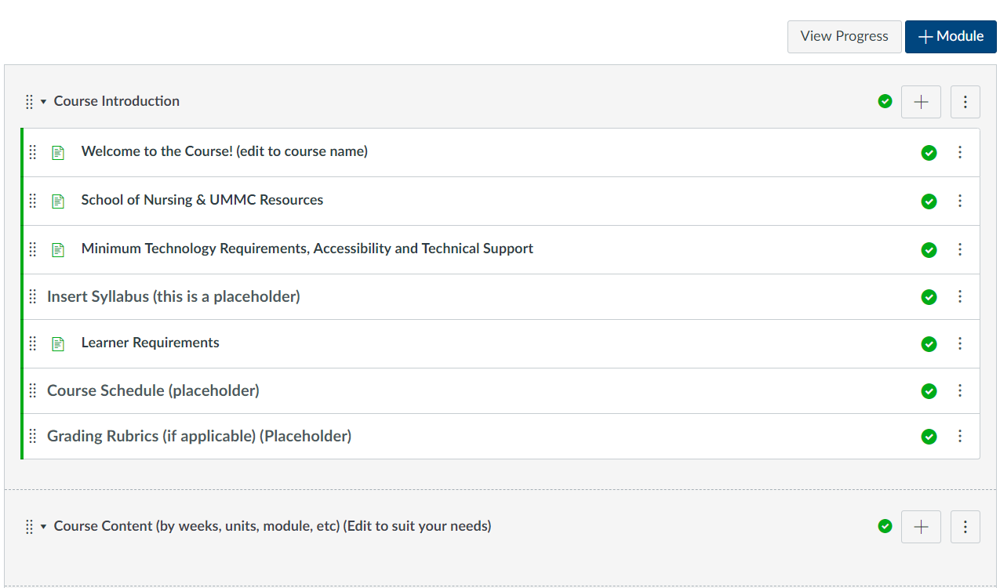 View Progress
+ Module
Course Introduction
Welcome to the Course! (edit to course name)
School of Nursing & UMMC Resources
Minimum Technology Requirements, Accessibility and Technical Support
Insert Syllabus (this is a placeholder)
Learner Requirements
Course Schedule (placeholder)
Grading Rubrics (if applicable) (Placeholder)
Course Content (by weeks, units, module, etc) (Edit to suit your needs)